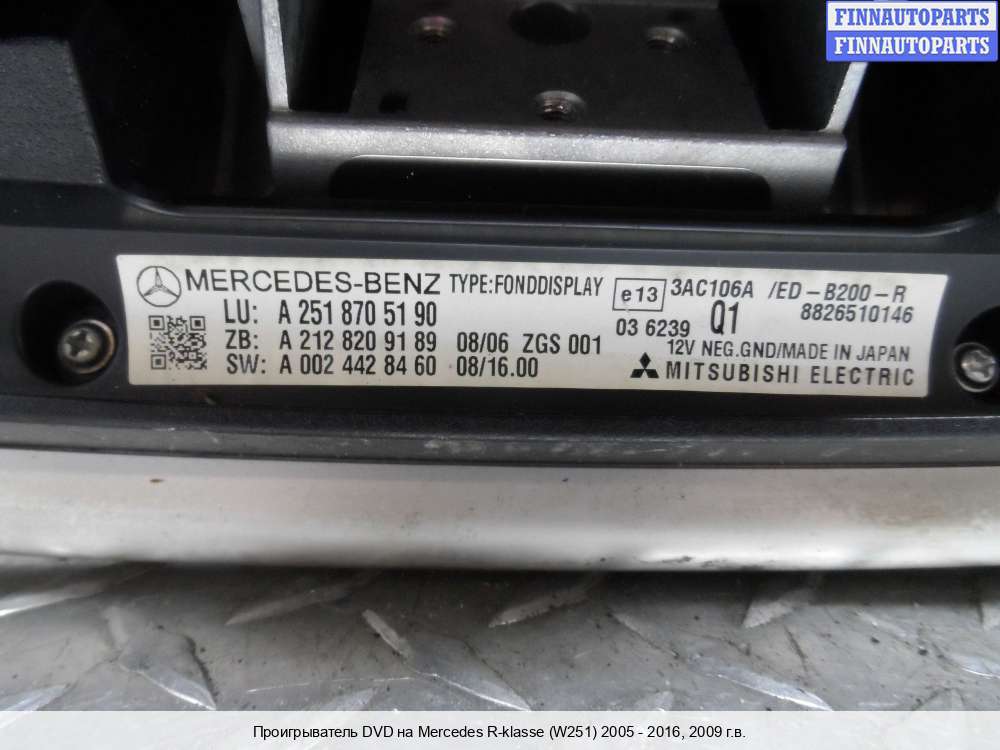 FINNAUTOPARTS
FINNAUTOPARTS
MERCEDES-BENZ TYPE:FONDDISPLAY e13 3AC106A /ED-B200-R
LU: A 251 870 51 90 03 6239 Q1 8826510146
ZB: A 212 820 91 89 08/06 ZGS 001 12V NEG.GND/MADE IN JAPAN
SW: A 002 442 84 60 08/16.00 MITSUBISHI ELECTRIC
Проигрыватель DVD на Mercedes R-klasse (W251) 2005 - 2016, 2009 г.в.